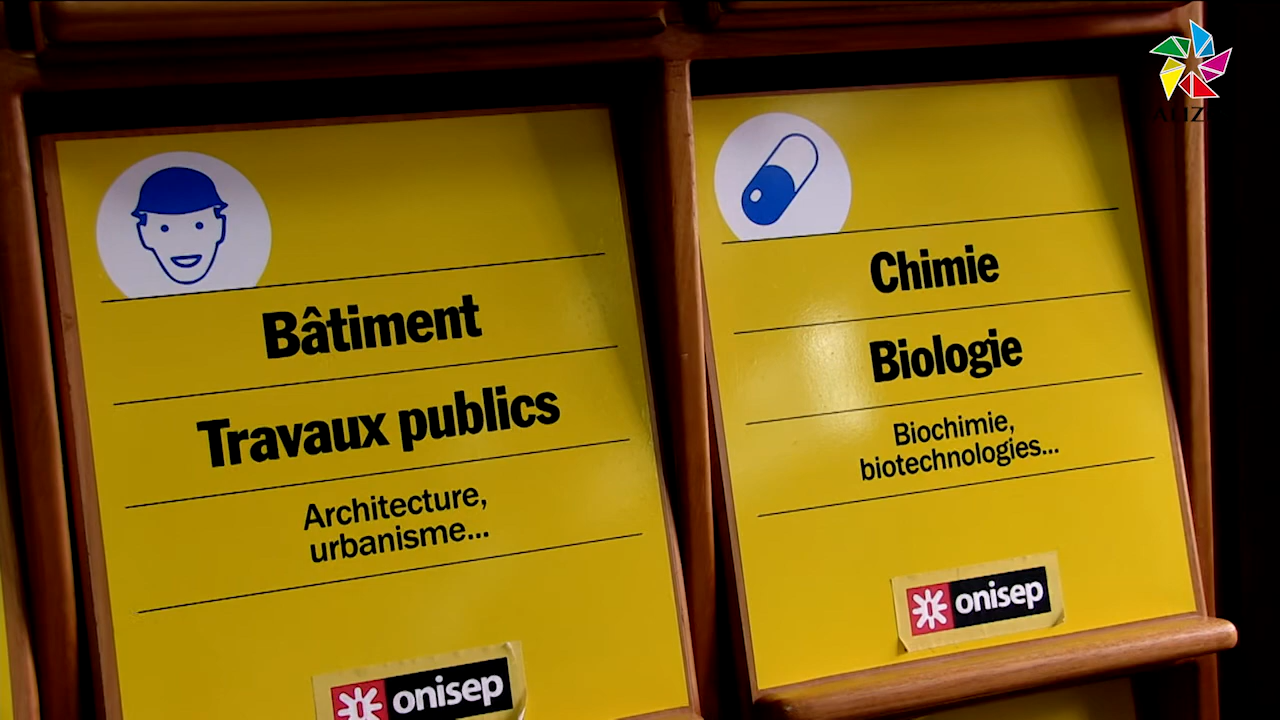 Bâtiment
Travaux publics
Architecture,
urbanisme...
onisep
Chimie
Biologie
Biochimie,
biotechnologies...
onisep